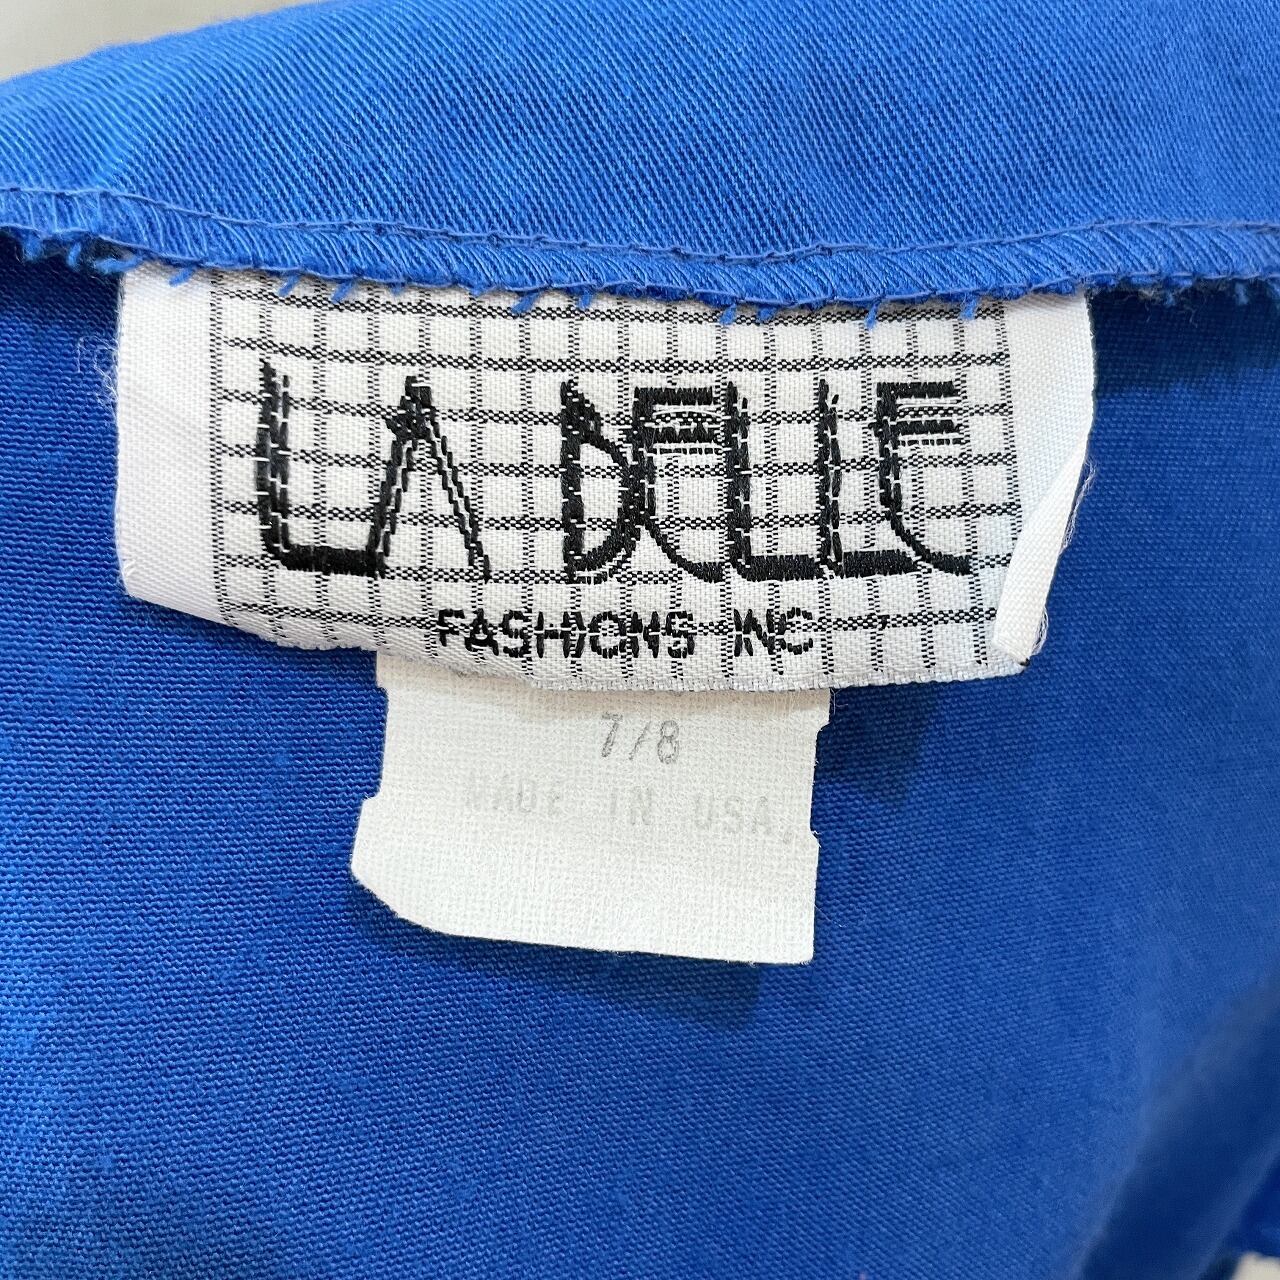 LA BELLE
FASHIONS INC
7/8
MADE IN USA.